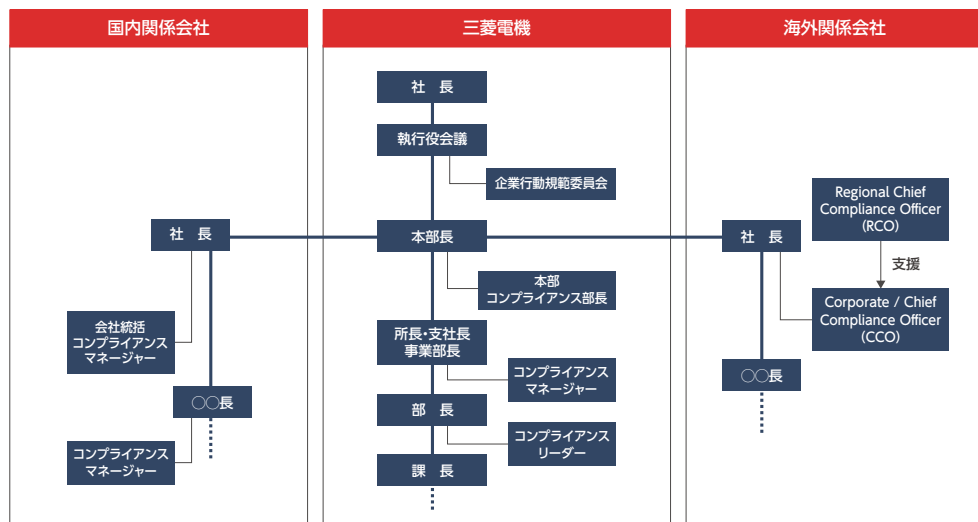 国内関係会社
三菱電機
海外関係会社
社　長
執行役会議
企業行動規範委員会
Regional Chief
Compliance Officer
(RCO)
社　長
本部長
社　長
支援
本部
コンプライアンス部長
Corporate / Chief
Compliance Officer
(CCO)
会社統括
コンプライアンス
マネージャー
所長・支社長
事業部長
コンプライアンス
マネージャー
〇〇長
〇〇長
部　長
コンプライアンス
リーダー
コンプライアンス
マネージャー
課　長